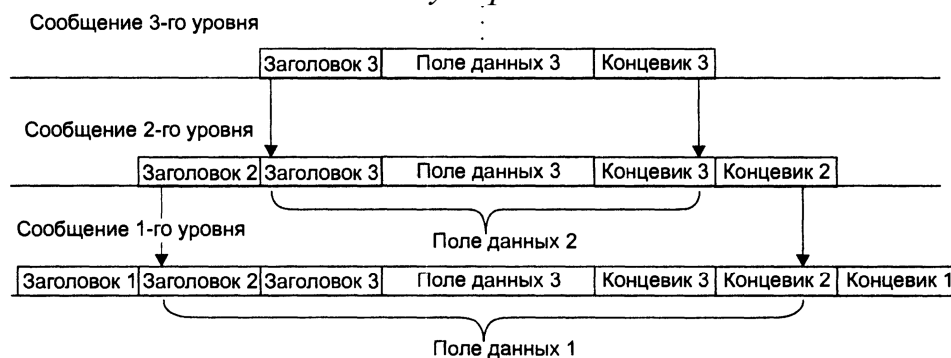 Сообщение 3-го уровня
Заголовок 3 Поле данных 3 Концевик 3
Сообщение 2-го уровня
Заголовок 2 Заголовок 3 Поле данных 3 Концевик 3 Концевик 2
Поле данных 2
Сообщение 1-го уровня
Заголовок 1 Заголовок 2 Заголовок 3 Поле данных 3 Концевик 3 Концевик 2 Концевик 1
Поле данных 1